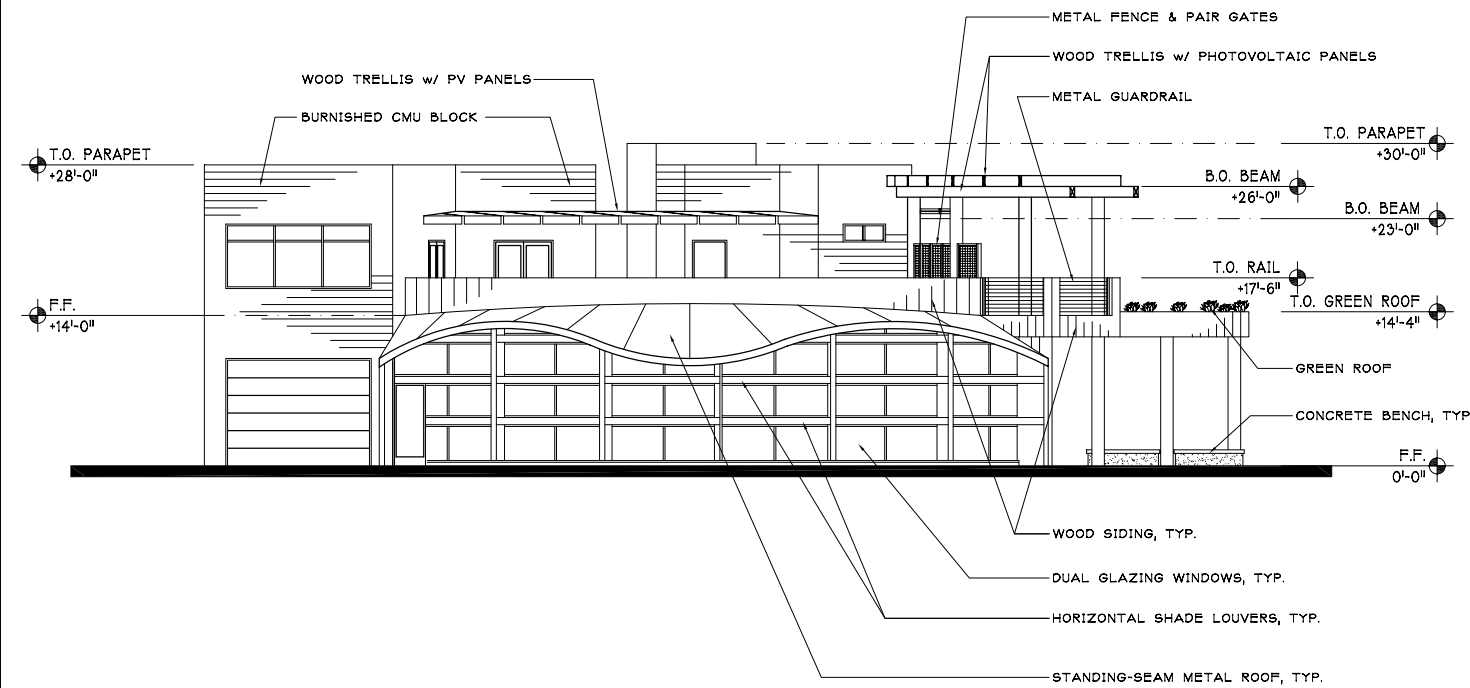 METAL FENCE & PAIR GATES
WOOD TRELLIS w/ PHOTOVOLTAIC PANELS
WOOD TRELLIS w/ PV PANELS
METAL GUARDRAIL
BURNISHED CMU BLOCK
T.O. PARAPET
+30'-0"
T.O. PARAPET
+28'-0"
B.O. BEAM
+26'-0"
B.O. BEAM
+23'-0"
T.O. RAIL
+17'-6"
F.F.
+14'-0"
T.O. GREEN ROOF
+14'-4"
GREEN ROOF
CONCRETE BENCH, TYP
F.F.
0'-0"
WOOD SIDING, TYP.
DUAL GLAZING WINDOWS, TYP.
HORIZONTAL SHADE LOUVERS, TYP.
STANDING-SEAM METAL ROOF, TYP.